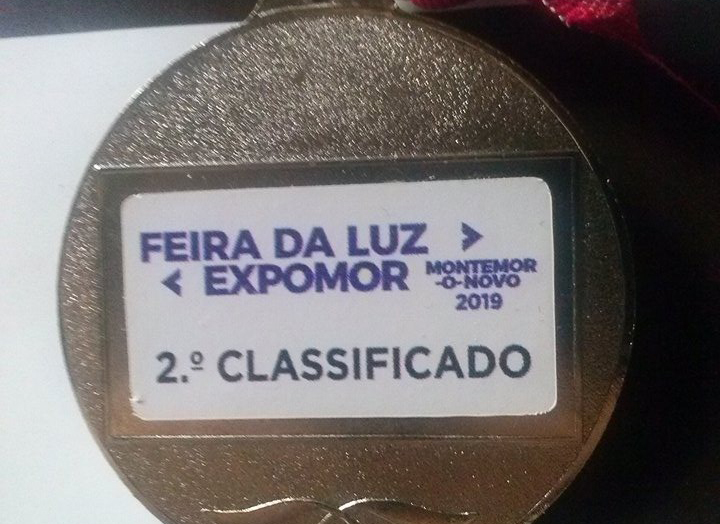 FEIRA DA LUZ >
< EXPOMOR
MONTEMOR
-O-NOVO
2019
2.º CLASSIFICADO